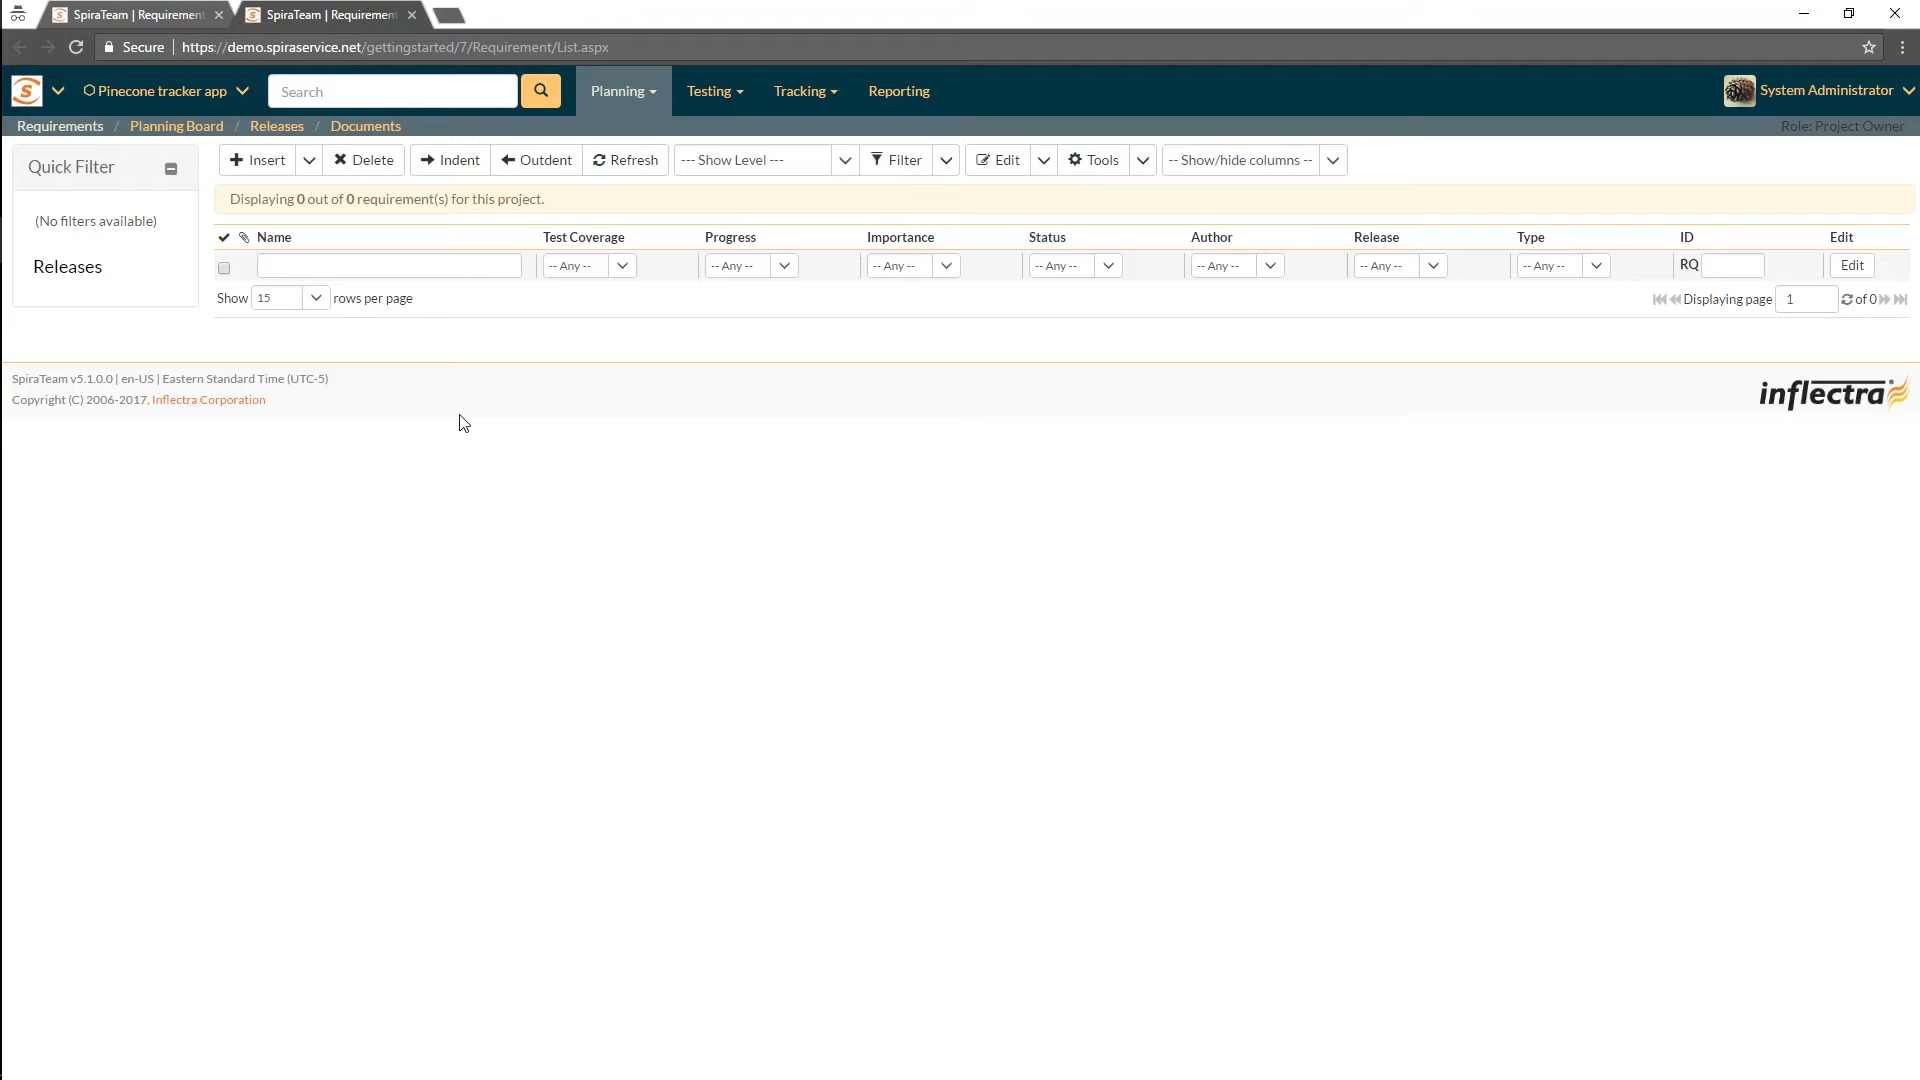 SpiraTeam | Requirement
SpiraTeam | Requirement
Secure
https://demo.spiraservice.net/gettingstarted/7/Requirement/List.aspx
Pinecone tracker app
Search
Planning
Testing
Tracking
Reporting
System Administrator
Requirements / Planning Board / Releases / Documents
Role: Project Owner
Quick Filter
(No filters available)
Releases
Insert
Delete
Indent
Outdent
Refresh
--- Show Level ---
Filter
Edit
Tools
-- Show/hide columns --
Displaying 0 out of 0 requirement(s) for this project.
Name Test Coverage Progress Importance Status Author Release Type ID Edit
-- Any -- -- Any -- -- Any -- -- Any -- -- Any -- -- Any -- -- Any -- RQ Edit
Show 15 rows per page
Displaying page 1 of 0
SpiraTeam v5.1.0.0 | en-US | Eastern Standard Time (UTC-5)
Copyright (C) 2006-2017, Inflectra Corporation
inflectra